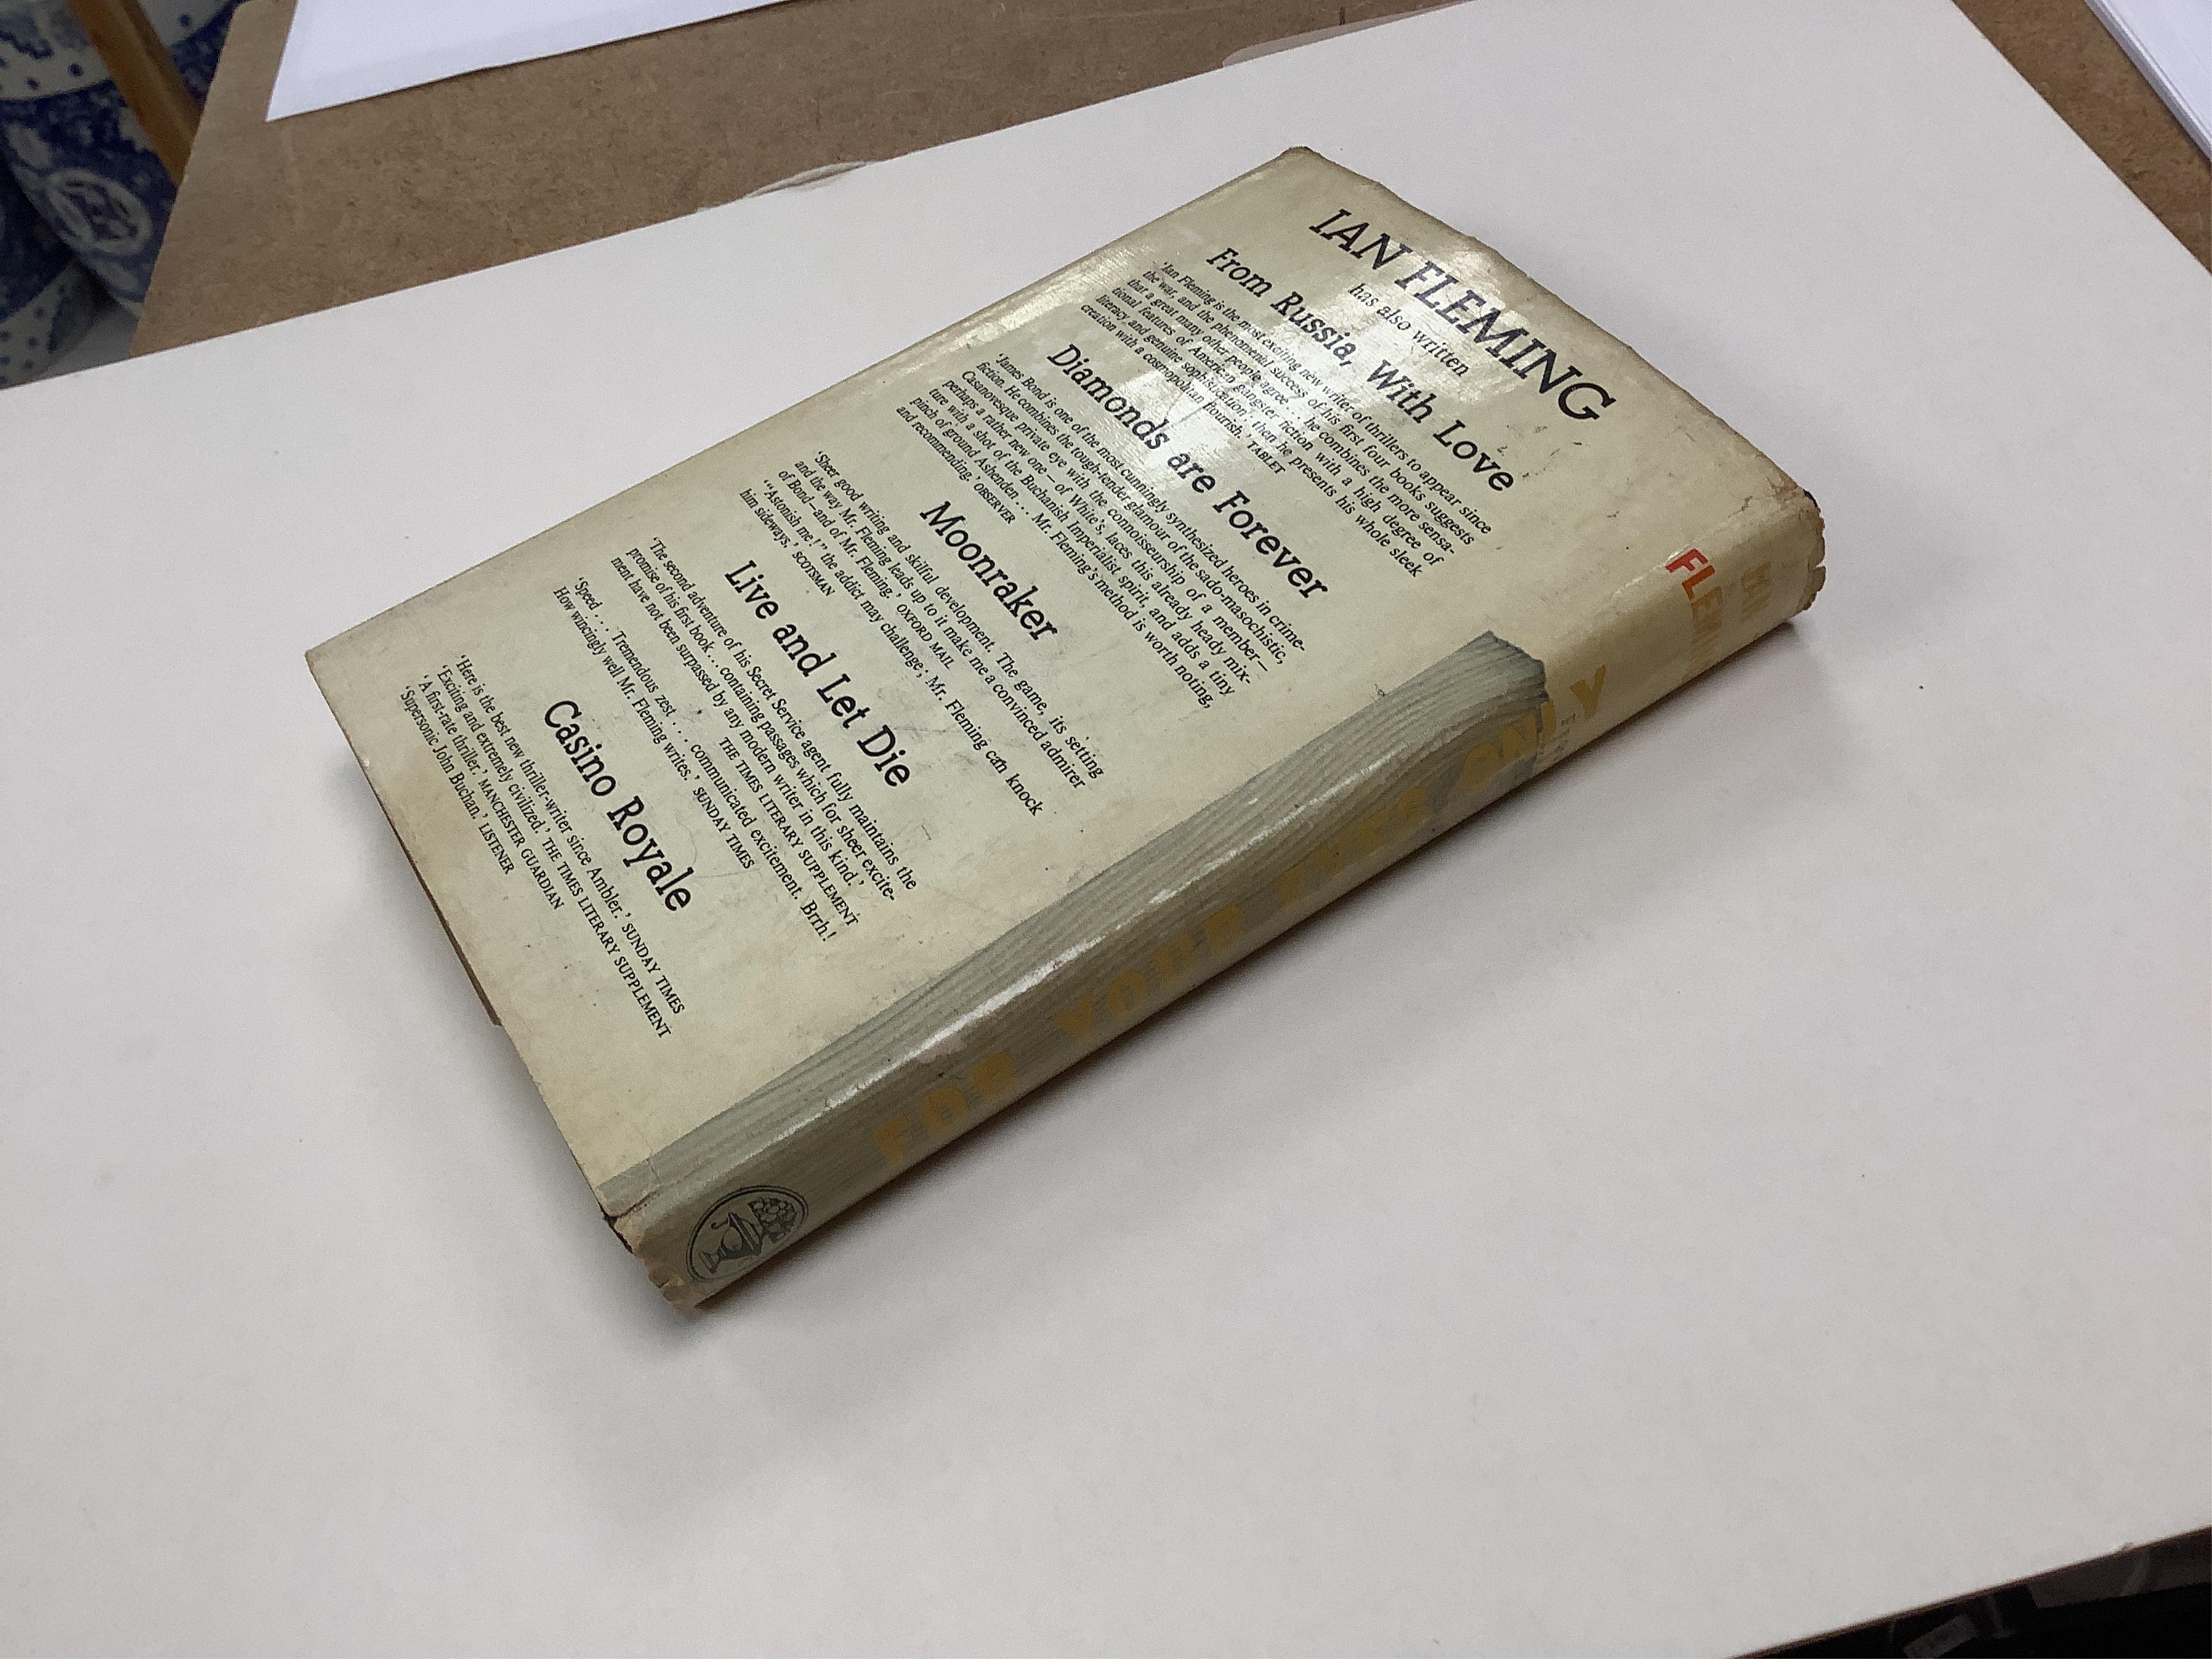 IAN FLEMING
has also written
From Russia, With Love
'Ian Fleming is the most exciting new writer of thrillers to appear since
the war, and the phenomenal success of his first four books suggests
that a great many other people agree . . . he combines the more sensa-
tional features of American gangster fiction with a high degree of
literacy and genuine sophistication; then he presents his whole sleek
creation with a cosmopolitan flourish.' TABLET
Diamonds are Forever
'James Bond is one of the most cunningly synthesized heroes in crime-
fiction. He combines the tough-tender glamour of the sado-masochistic,
Casanovesque private eye with the connoisseurship of a member—
perhaps a rather new one—of White's, laces this already heady mix-
ture with a shot of the Buchanish Imperialist spirit, and adds a tiny
pinch of ground Ashenden . . . Mr. Fleming's method is worth noting,
and recommending.' OBSERVER
Moonraker
'Sheer good writing and skilful development. The game, its setting
and the way Mr. Fleming leads up to it make me a convinced admirer
of Bond—and of Mr. Fleming.' OXFORD MAIL
'"Astonish me!" the addict may challenge; Mr. Fleming can knock
him sideways.' SCOTSMAN
Live and Let Die
'The second adventure of his Secret Service agent fully maintains the
promise of his first book . . . containing passages which for sheer excite-
ment have not been surpassed by any modern writer in this kind.'
THE TIMES LITERARY SUPPLEMENT
'Speed . . . Tremendous zest . . . communicated excitement. Brrh!
How wincingly well Mr. Fleming writes.' SUNDAY TIMES
Casino Royale
'Here is the best new thriller-writer since Ambler.' SUNDAY TIMES
'Exciting and extremely civilized.' THE TIMES LITERARY SUPPLEMENT
'A first-rate thriller.' MANCHESTER GUARDIAN
'Supersonic John Buchan.' LISTENER
FOR YOUR EYES ONLY
IAN
FLEMING